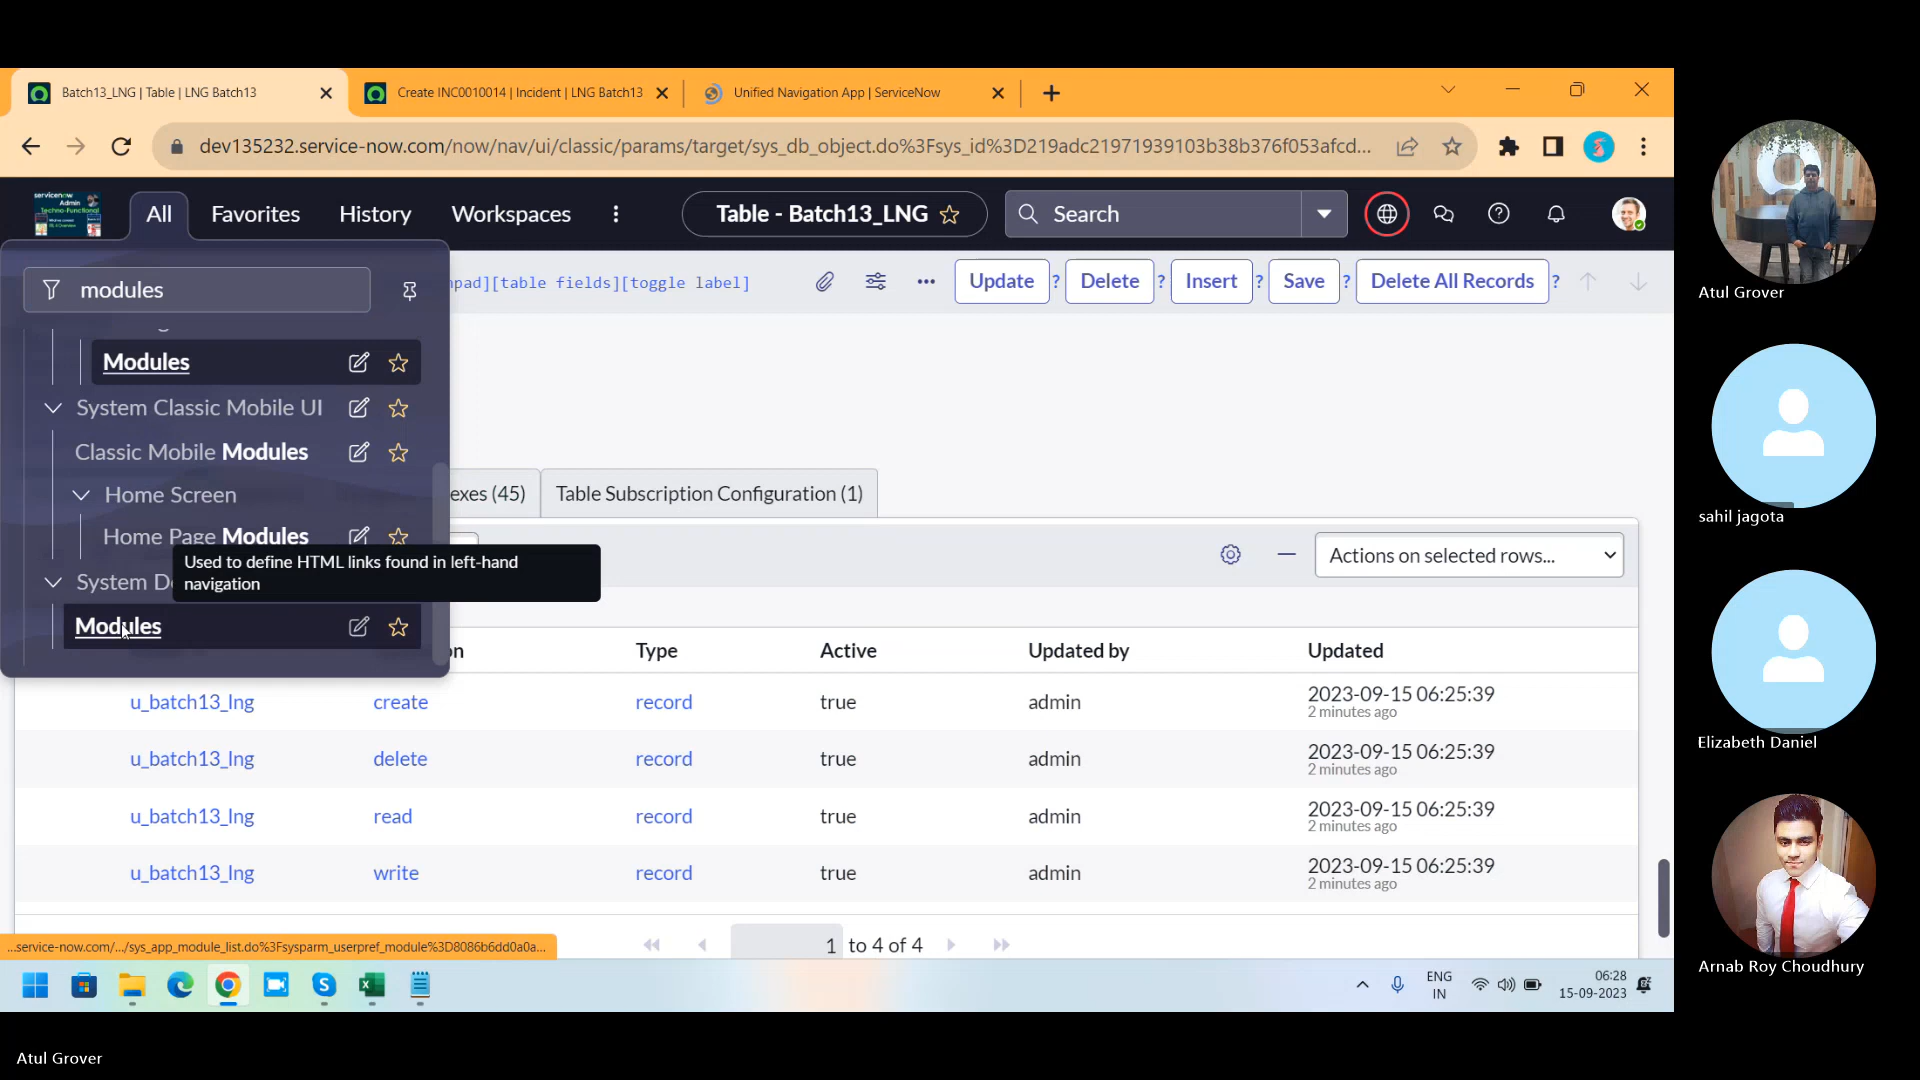 Batch13_LNG | Table | LNG Batch13
Create INC0010014 | Incident | LNG Batch13
Unified Navigation App | ServiceNow
dev135232.service-now.com/now/nav/ui/classic/params/target/sys_db_object.do%3Fsys_id%3D219adc21971939103b38b376f053afcd...
servicenow
Admin
Techno-Functional
All
Favorites
History
Workspaces
Table - Batch13_LNG
Search
modules
npad][table fields][toggle label]
Update ?
Delete ?
Insert ?
Save ?
Delete All Records ?
Modules
System Classic Mobile UI
Classic Mobile Modules
Home Screen
Home Page Modules
System De
Used to define HTML links found in left-hand
navigation
Modules
exes (45)
Table Subscription Configuration (1)
Actions on selected rows...
on Type Active Updated by Updated
u_batch13_lng create record true admin 2023-09-15 06:25:39
2 minutes ago
u_batch13_lng delete record true admin 2023-09-15 06:25:39
2 minutes ago
u_batch13_lng read record true admin 2023-09-15 06:25:39
2 minutes ago
u_batch13_lng write record true admin 2023-09-15 06:25:39
2 minutes ago
1 to 4 of 4
...service-now.com/.../sys_app_module_list.do%3Fsysparm_userpref_module%3D8086b6dd0a0a...
ENG
IN
06:28
15-09-2023
Atul Grover
sahil jagota
Elizabeth Daniel
Arnab Roy Choudhury
Atul Grover